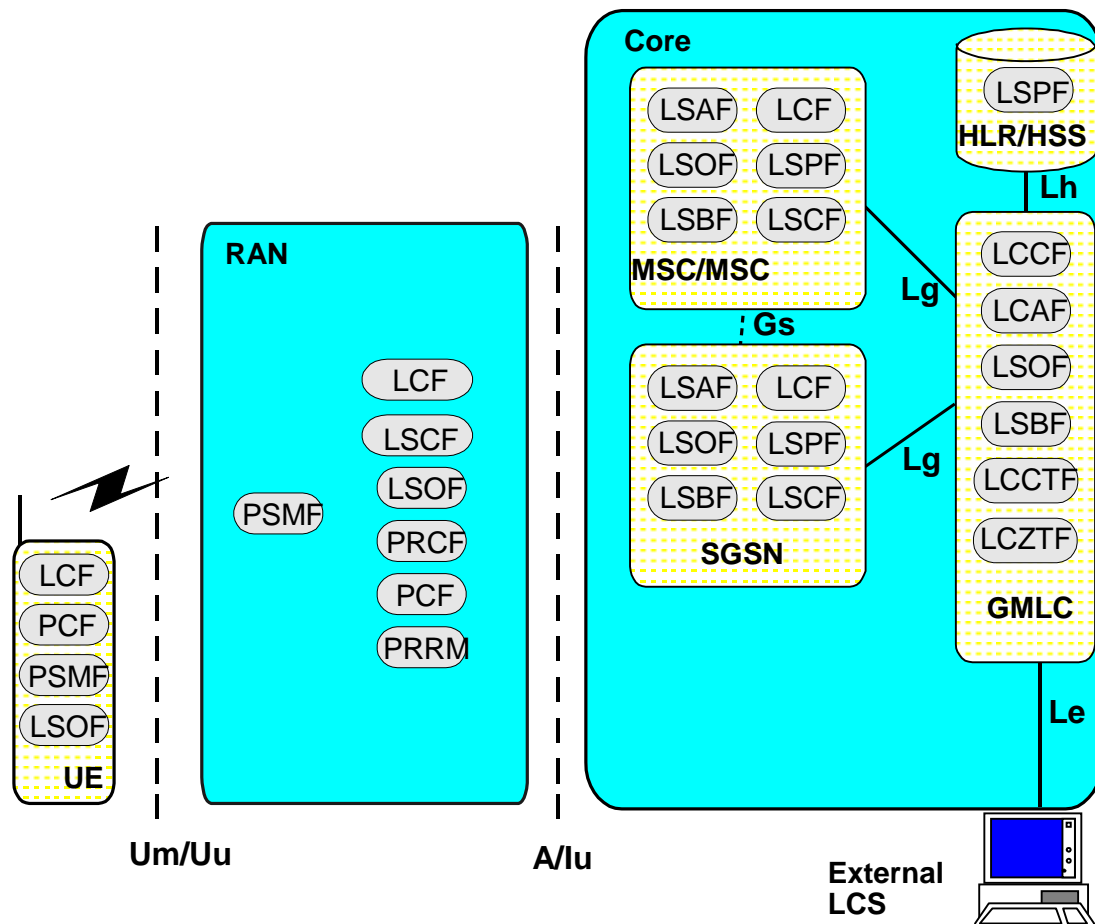 Core
LSAF
LCF
LSOF
LSPF
LSBF
LSCF
MSC/MSC
LSPF
HLR/HSS
Lh
Lg
Gs
LSAF
LCF
LSOF
LSPF
LSBF
LSCF
SGSN
Lg
LCCF
LCAF
LSOF
LSBF
LCCTF
LCZTF
GMLC
Le
RAN
LCF
LSCF
LSOF
PSMF
PRCF
PCF
PRRM
LCF
PCF
PSMF
LSOF
UE
Um/Uu
A/Iu
External
LCS